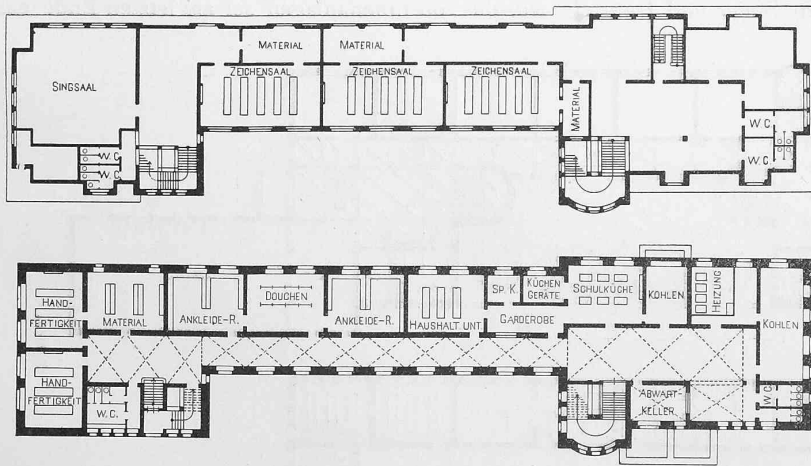 MATERIAL
MATERIAL
SINGSAAL
ZEICHENSAAL
ZEICHENSAAL
ZEICHENSAAL
MATERIAL
W.C.
W.C.
W.C.
W.C.
HAND-
FERTIGKEIT
MATERIAL
ANKLEIDE-R.
DOUCHEN
ANKLEIDE-R.
HAUSHALT. UNT.
SP. K.
KÜCHEN
GERÄTE
GARDEROBE
SCHULKÜCHE
KOHLEN
HEIZUNG
KOHLEN
HAND-
FERTIGKEIT
W.C.
ABWART-
KELLER
W.C.